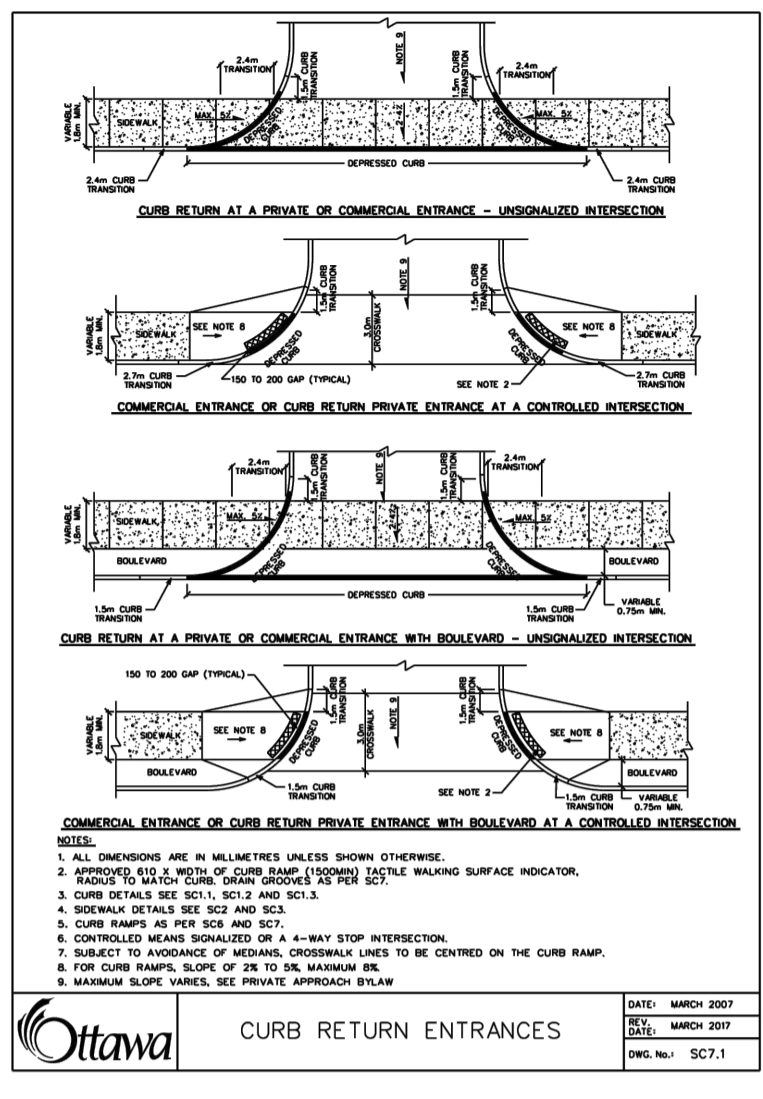 2.4m
TRANSITION
1.5m CURB
TRANSITION
NOTE 9
1.5m CURB
TRANSITION
2.4m
TRANSITION
VARIABLE
1.8m MIN.
SIDEWALK
MAX. 5%
DEPRESSED
CURB
2-4%
DEPRESSED
CURB
MAX. 5%
DEPRESSED CURB
2.4m CURB
TRANSITION
2.4m CURB
TRANSITION
CURB RETURN AT A PRIVATE OR COMMERCIAL ENTRANCE - UNSIGNALIZED INTERSECTION
1.5m CURB
TRANSITION
NOTE 9
1.5m CURB
TRANSITION
VARIABLE
1.8m MIN.
SIDEWALK
SEE NOTE 8
DEPRESSED
CURB
3.0m
CROSSWALK
DEPRESSED
CURB
SEE NOTE 8
SIDEWALK
VARIABLE
1.8m MIN.
2.7m CURB
TRANSITION
150 TO 200 GAP (TYPICAL)
SEE NOTE 2
2.7m CURB
TRANSITION
COMMERCIAL ENTRANCE OR CURB RETURN PRIVATE ENTRANCE AT A CONTROLLED INTERSECTION
2.4m
TRANSITION
1.5m CURB
TRANSITION
NOTE 9
1.5m CURB
TRANSITION
2.4m
TRANSITION
VARIABLE
1.8m MIN.
SIDEWALK
MAX. 5%
2-4%
MAX. 5%
BOULEVARD
DEPRESSED
CURB
DEPRESSED
CURB
BOULEVARD
1.5m CURB
TRANSITION
DEPRESSED CURB
1.5m CURB
TRANSITION
VARIABLE
0.75m MIN.
CURB RETURN AT A PRIVATE OR COMMERCIAL ENTRANCE WITH BOULEVARD - UNSIGNALIZED INTERSECTION
150 TO 200 GAP (TYPICAL)
1.5m CURB
TRANSITION
1.5m CURB
TRANSITION
VARIABLE
1.8m MIN.
SIDEWALK
SEE NOTE 8
DEPRESSED
CURB
3.0m
CROSSWALK
NOTE 9
DEPRESSED
CURB
SEE NOTE 8
SIDEWALK
VARIABLE
1.8m MIN.
BOULEVARD
BOULEVARD
1.5m CURB
TRANSITION
SEE NOTE 2
1.5m CURB
TRANSITION
VARIABLE
0.75m MIN.
COMMERCIAL ENTRANCE OR CURB RETURN PRIVATE ENTRANCE WITH BOULEVARD AT A CONTROLLED INTERSECTION
NOTES:
1. ALL DIMENSIONS ARE IN MILLIMETRES UNLESS SHOWN OTHERWISE.
2. APPROVED 610 X WIDTH OF CURB RAMP (1500MIN) TACTILE WALKING SURFACE INDICATOR,
RADIUS TO MATCH CURB. DRAIN GROOVES AS PER SC7.
3. CURB DETAILS SEE SC1.1, SC1.2 AND SC1.3.
4. SIDEWALK DETAILS SEE SC2 AND SC3.
5. CURB RAMPS AS PER SC6 AND SC7.
6. CONTROLLED MEANS SIGNALIZED OR A 4-WAY STOP INTERSECTION.
7. SUBJECT TO AVOIDANCE OF MEDIANS, CROSSWALK LINES TO BE CENTRED ON THE CURB RAMP.
8. FOR CURB RAMPS, SLOPE OF 2% TO 5%, MAXIMUM 8%.
9. MAXIMUM SLOPE VARIES, SEE PRIVATE APPROACH BYLAW
Ottawa
CURB RETURN ENTRANCES
DATE: MARCH 2007
REV.
DATE: MARCH 2017
DWG. No.: SC7.1